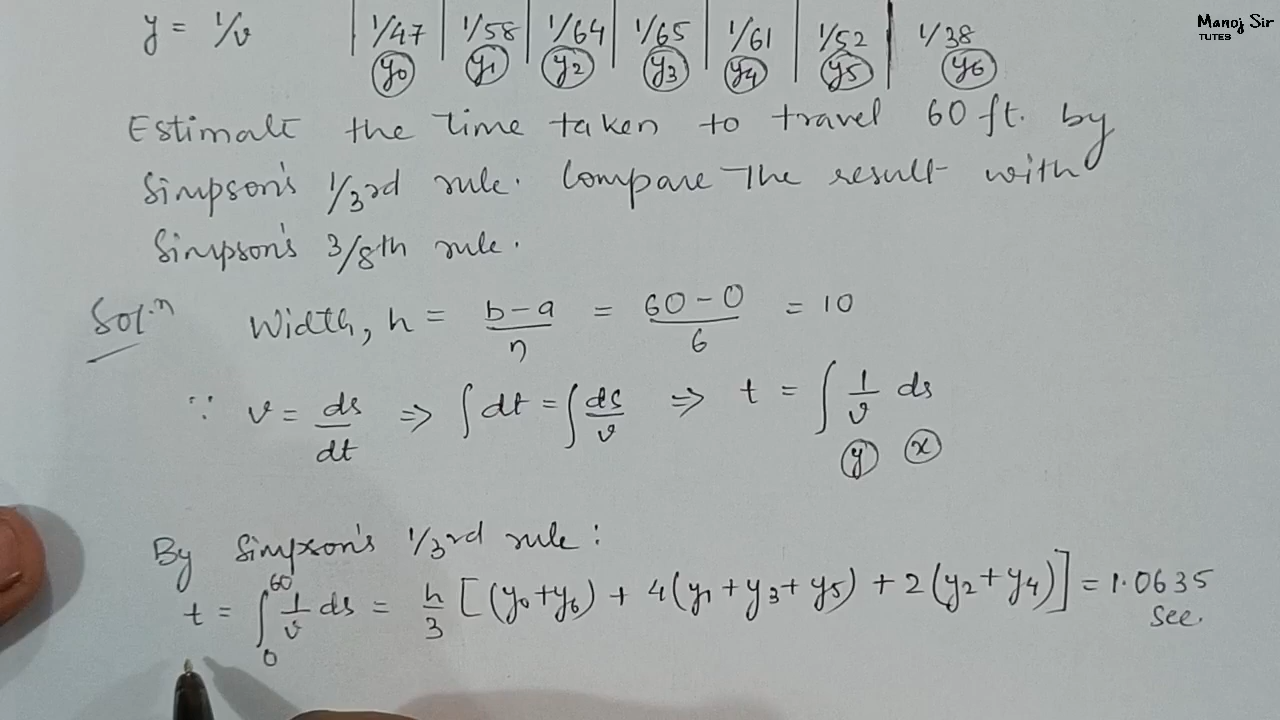 Manoj Sir
TUTES
y = 1/v | 1/47 | 1/58 | 1/64 | 1/65 | 1/61 | 1/52 | 1/38
y0 y1 y2 y3 y4 y5 y6
Estimate the time taken to travel 60 ft. by
Simpson's 1/3rd rule. Compare the result with
Simpson's 3/8th rule.
Sol.n Width, h = b-a/n = 60-0/6 = 10
∵ v = ds/dt ⇒ ∫dt = ∫ds/v ⇒ t = ∫ 1/v ds
y x
By Simpson's 1/3rd rule:
t = ∫₀⁶⁰ 1/v ds = h/3 [(y0+y6) + 4(y1+y3+y5) + 2(y2+y4)] = 1.0635
sec.